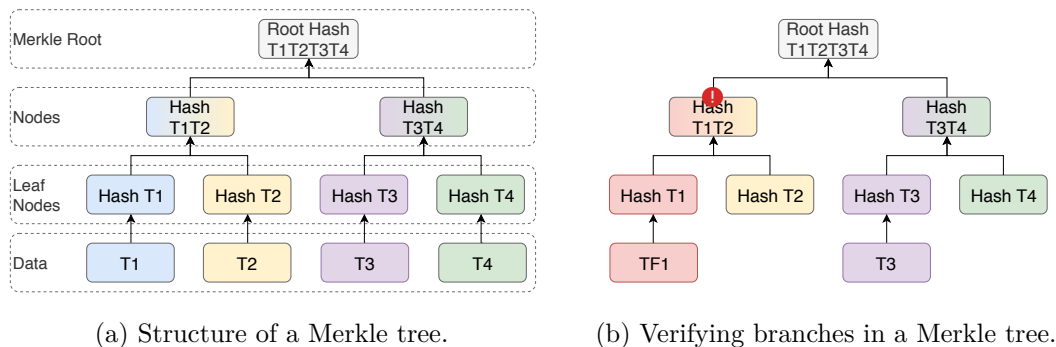 Merkle Root
Root Hash
T1T2T3T4
Nodes
Hash
T1T2
Hash
T3T4
Leaf
Nodes
Hash T1
Hash T2
Hash T3
Hash T4
Data
T1
T2
T3
T4
(a) Structure of a Merkle tree.
Root Hash
T1T2T3T4
!
Hash
T1T2
Hash
T3T4
Hash T1
Hash T2
Hash T3
Hash T4
TF1
T3
(b) Verifying branches in a Merkle tree.